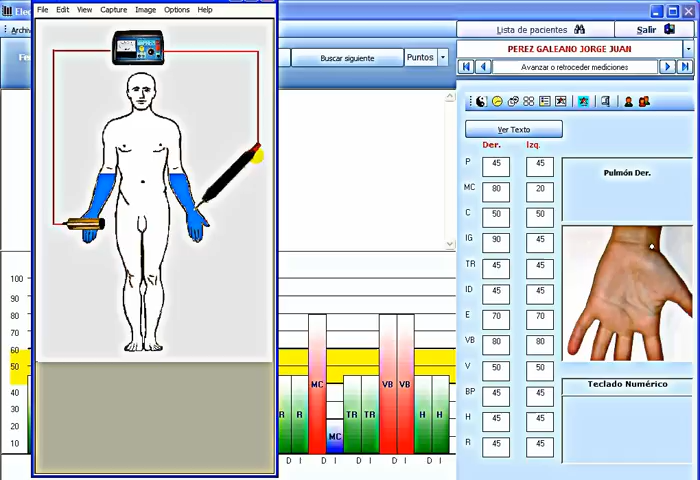 Elec
File Edit View Capture Image Options Help
Archiv
Lista de pacientes
Salir
Buscar siguiente
Puntos
PEREZ GALEANO JORGE JUAN
Avanzar o retroceder mediciones
Ver Texto
Der. Izq.
P 45 45
MC 80 20
C 50 50
IG 90 45
TR 45 45
ID 45 45
E 70 70
VB 80 80
V 50 50
BP 45 45
H 45 45
R 45 45
Pulmón Der.
Teclado Numérico
100
90
80
70
60
50
40
30
20
10
R R MC MC TR TR VB VB H H
D I D I D I D I D I